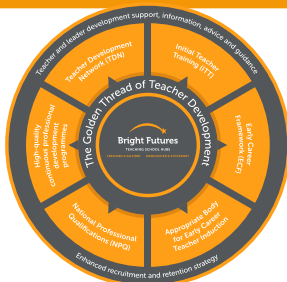 Teacher and leader development support, information, advice and guidance
Teacher Development
Network (TDN)
Initial Teacher
Training (ITT)
Early Career
Framework (ECF)
Appropriate Body
for Early Career
Teacher Induction
National Professional
Qualifications (NPQ)
High-quality
continuous professional
development
programmes
The Golden Thread of Teacher Development
Bright Futures
TEACHING SCHOOL HUBS
Enhanced recruitment and retention strategy